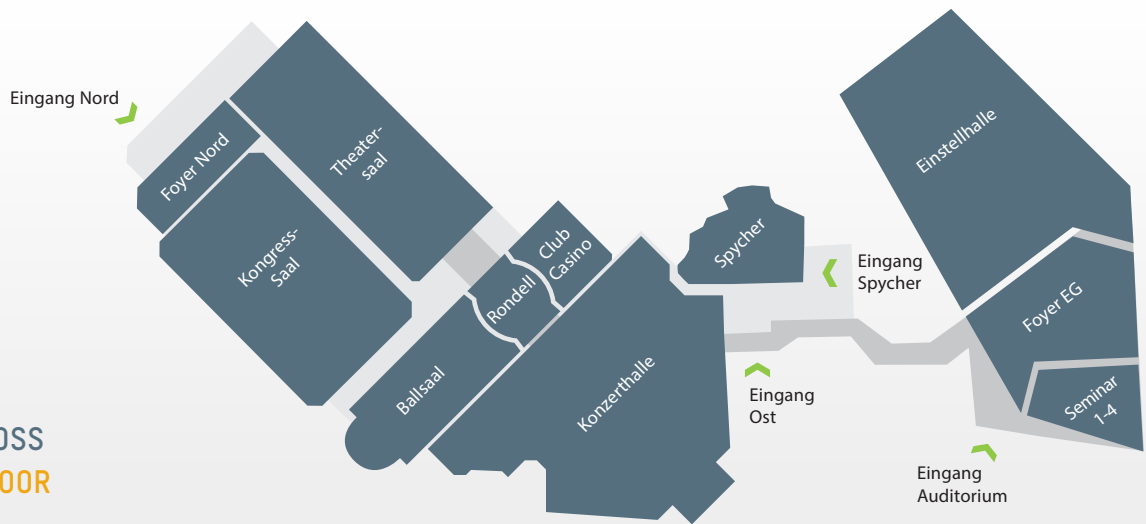 Eingang Nord
Foyer Nord
Theater-
saal
Kongress-
Saal
Club
Casino
Rondell
Ballsaal
Konzerthalle
Spycher
Eingang
Spycher
Einstellhalle
Foyer EG
Seminar
1-4
Eingang
Ost
Eingang
Auditorium
OSS
OOR